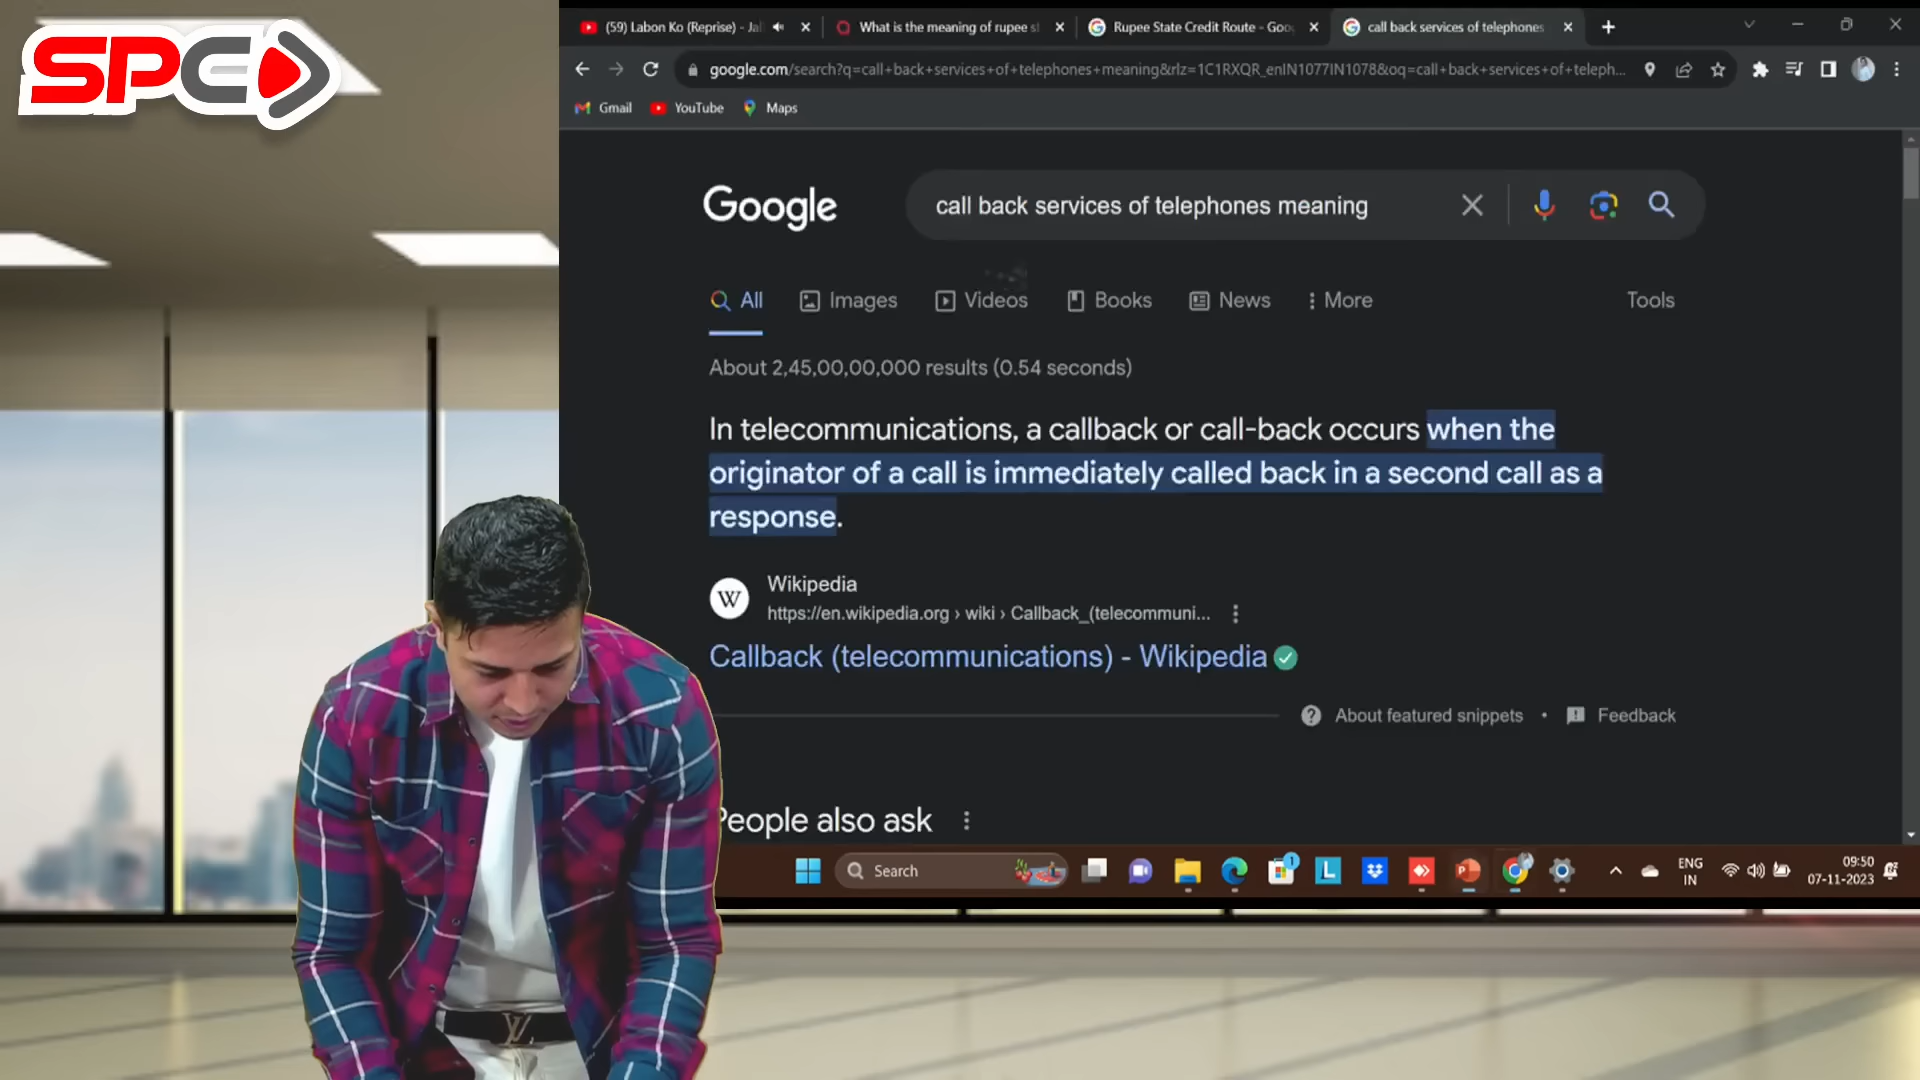 SPED
(59) Labon Ko (Reprise) - Jal
What is the meaning of rupee s
Rupee State Credit Route - Goo
call back services of telephones
google.com/search?q=call+back+services+of+telephones+meaning&rlz=1C1RXQR_enIN1077IN1078&oq=call+back+services+of+teleph...
Gmail YouTube Maps
Google
call back services of telephones meaning
All Images Videos Books News More Tools
About 2,45,00,00,000 results (0.54 seconds)
In telecommunications, a callback or call-back occurs when the
originator of a call is immediately called back in a second call as a
response.
W
Wikipedia
https://en.wikipedia.org › wiki › Callback_(telecommuni...
Callback (telecommunications) - Wikipedia
About featured snippets • Feedback
People also ask
Search
1
L
ENG
IN
09:50
07-11-2023